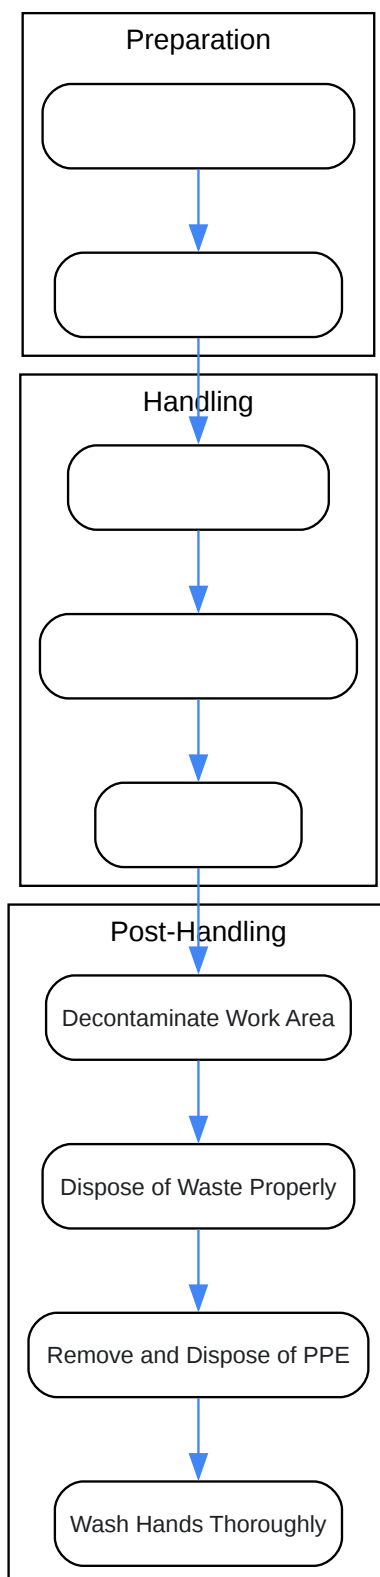 Preparation
Handling
Post-Handling
Decontaminate Work Area
Dispose of Waste Properly
Remove and Dispose of PPE
Wash Hands Thoroughly